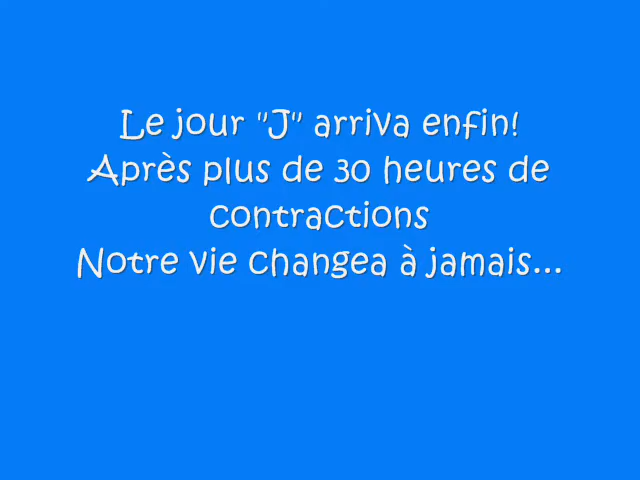 Le jour "J" arriva enfin!
Après plus de 30 heures de
contractions
Notre vie changea à jamais...